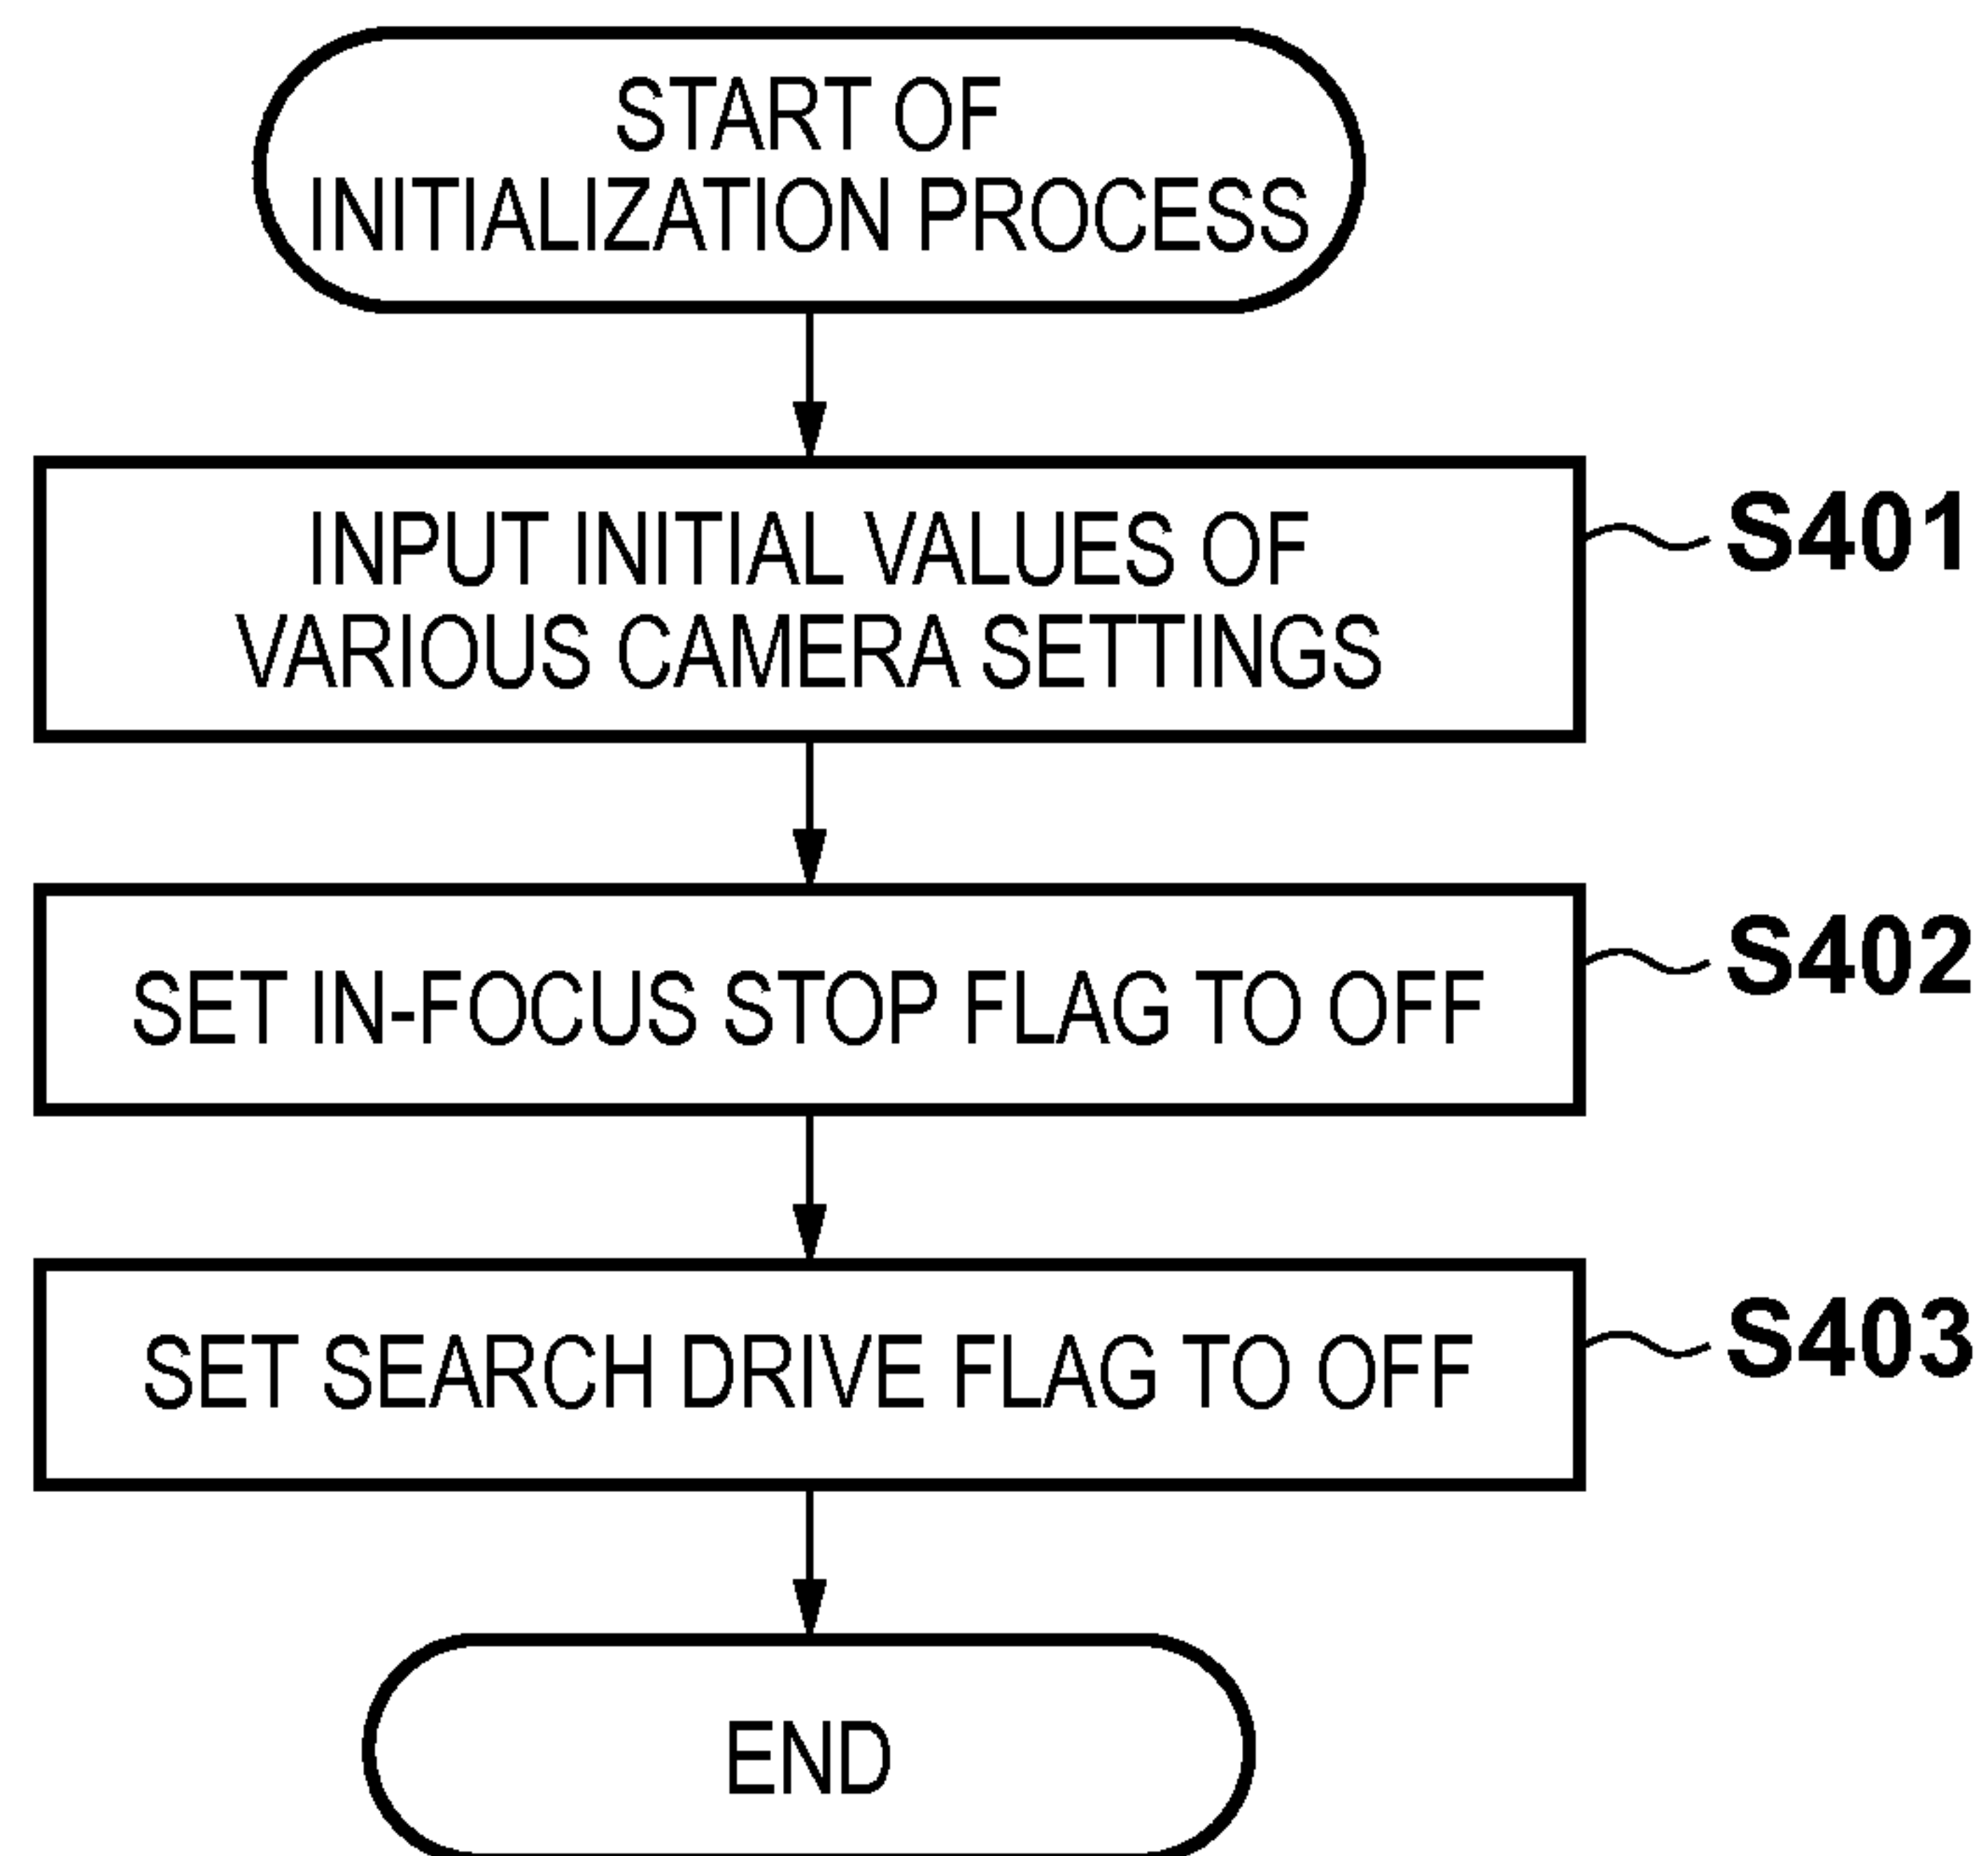 START OF
INITIALIZATION PROCESS
INPUT INITIAL VALUES OF
VARIOUS CAMERA SETTINGS
S401
SET IN-FOCUS STOP FLAG TO OFF
S402
SET SEARCH DRIVE FLAG TO OFF
S403
END